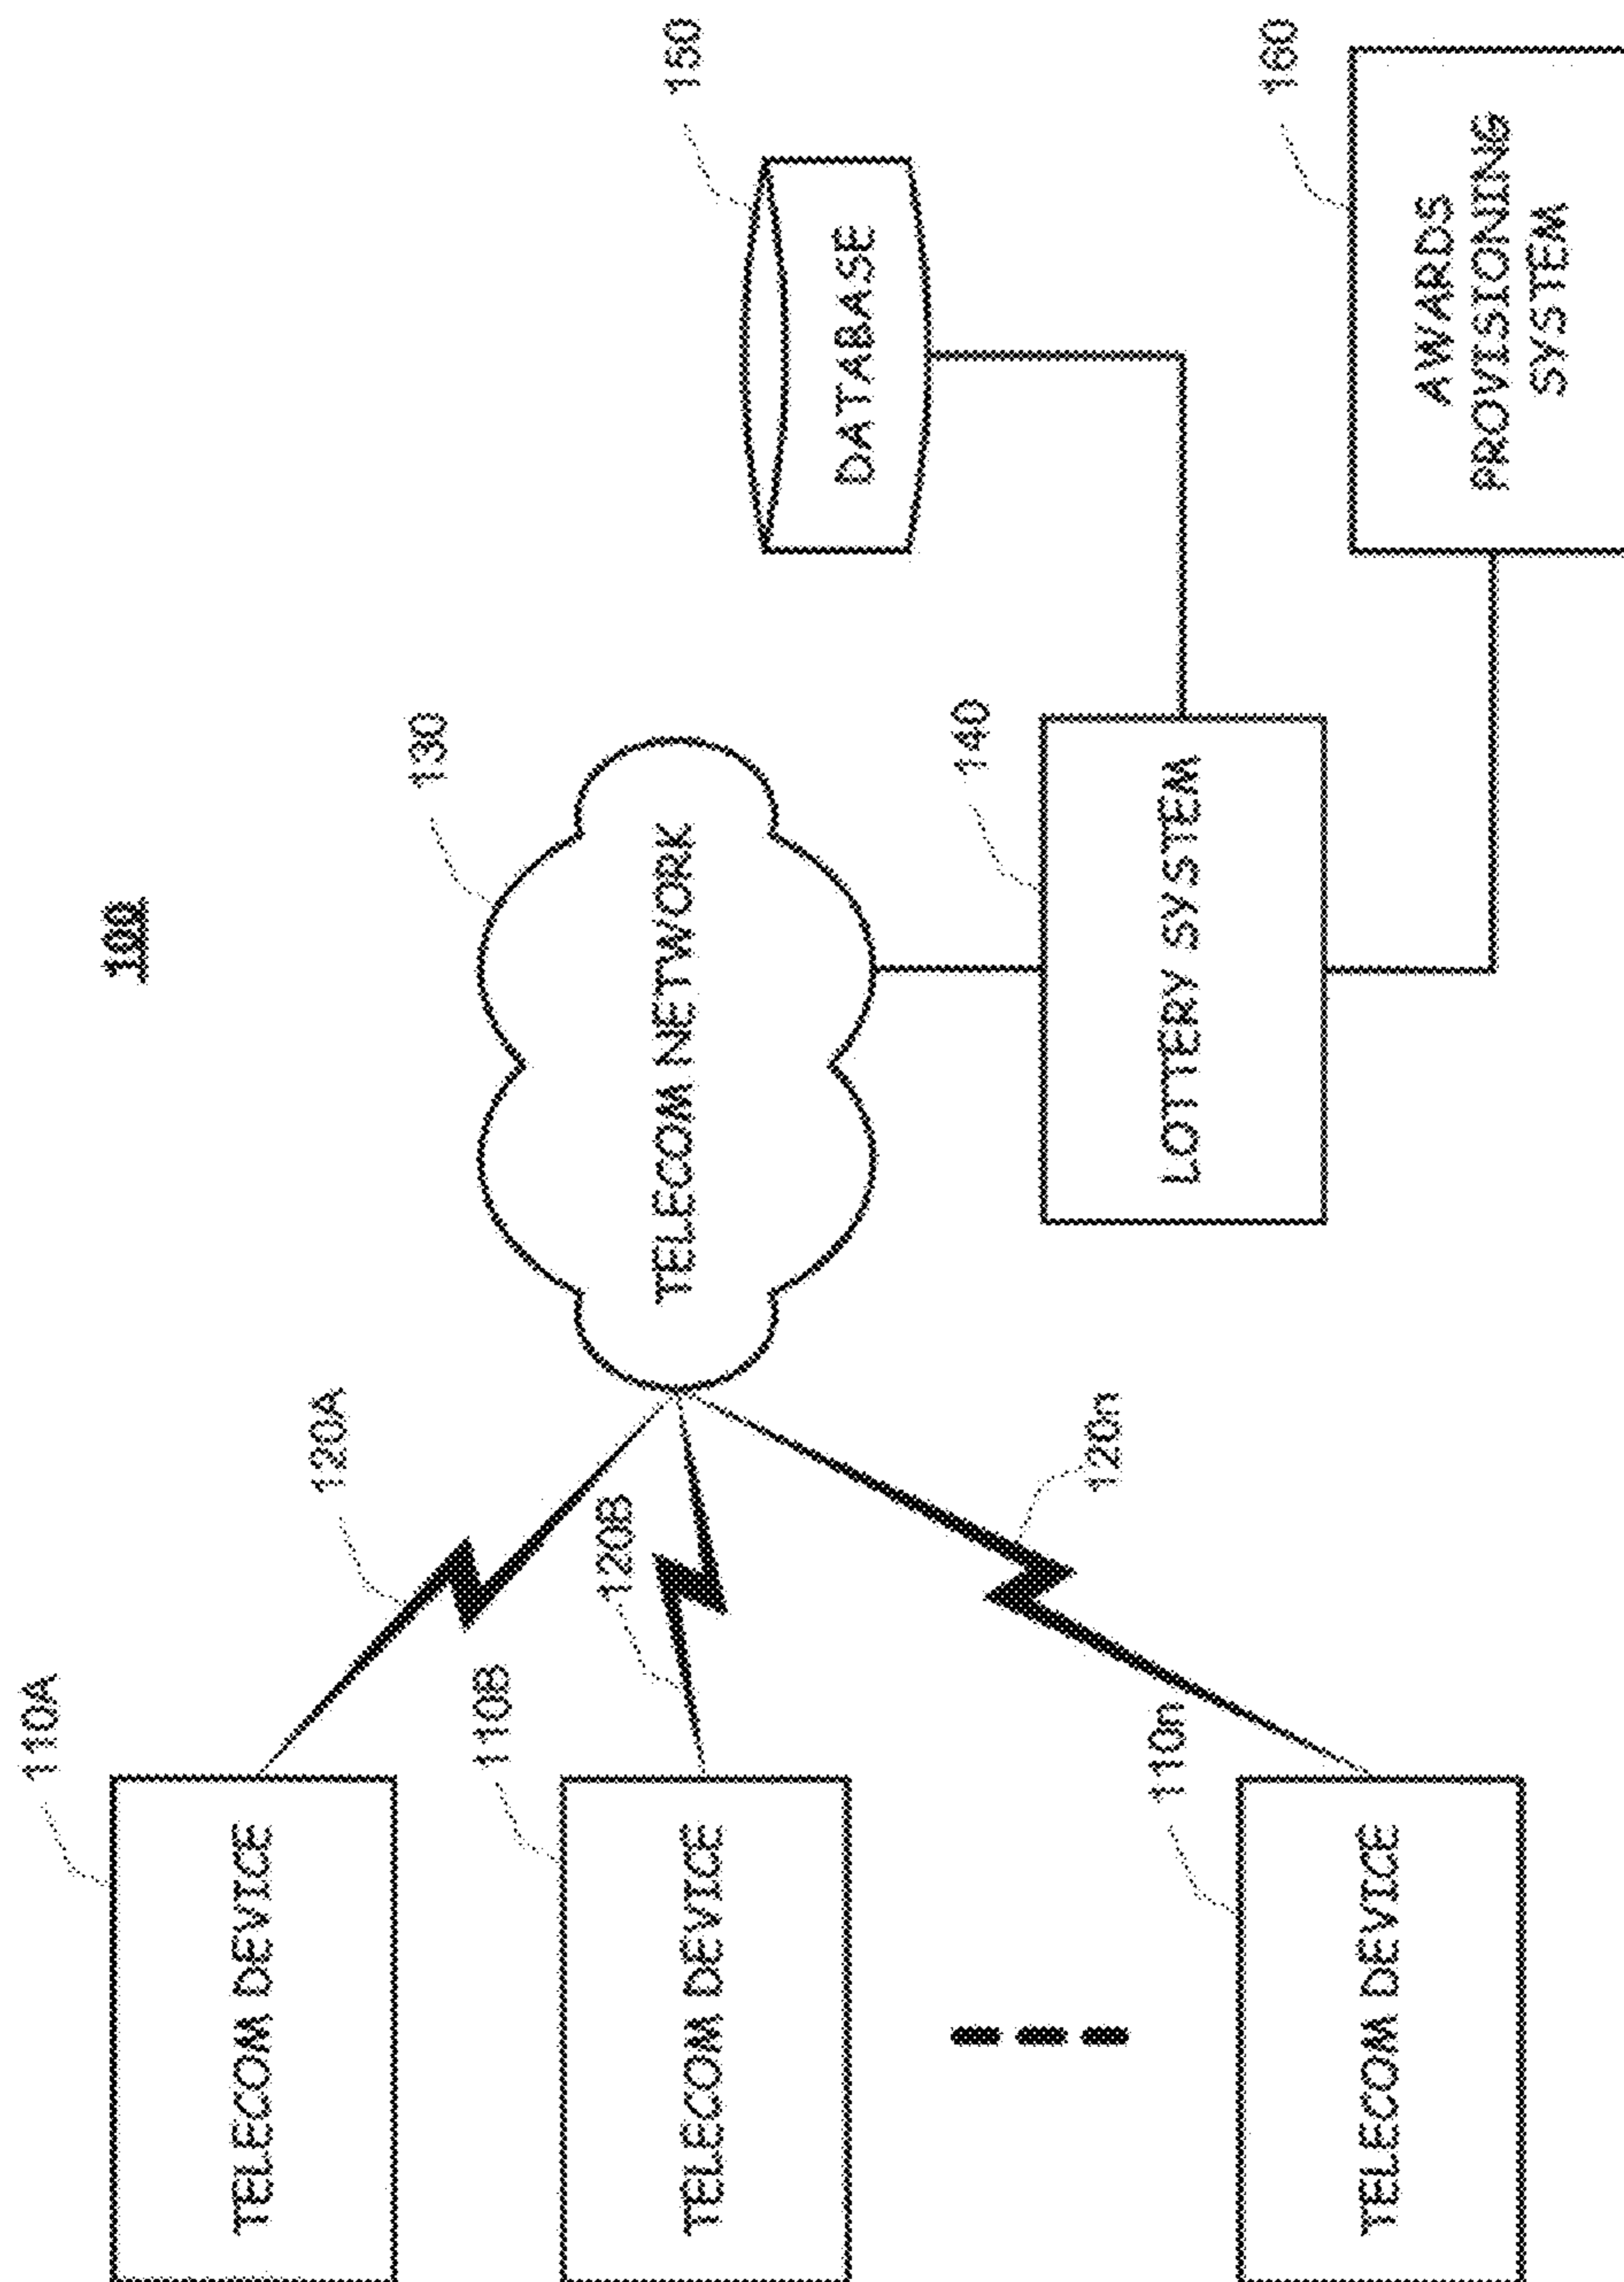 100
110A
TELECOM DEVICE
120A
110B
TELECOM DEVICE
120B
110n
TELECOM DEVICE
120n
130
TELECOM NETWORK
140
LOTTERY SYSTEM
150
DATABASE
160
AWARDS
PROVISIONING
SYSTEM